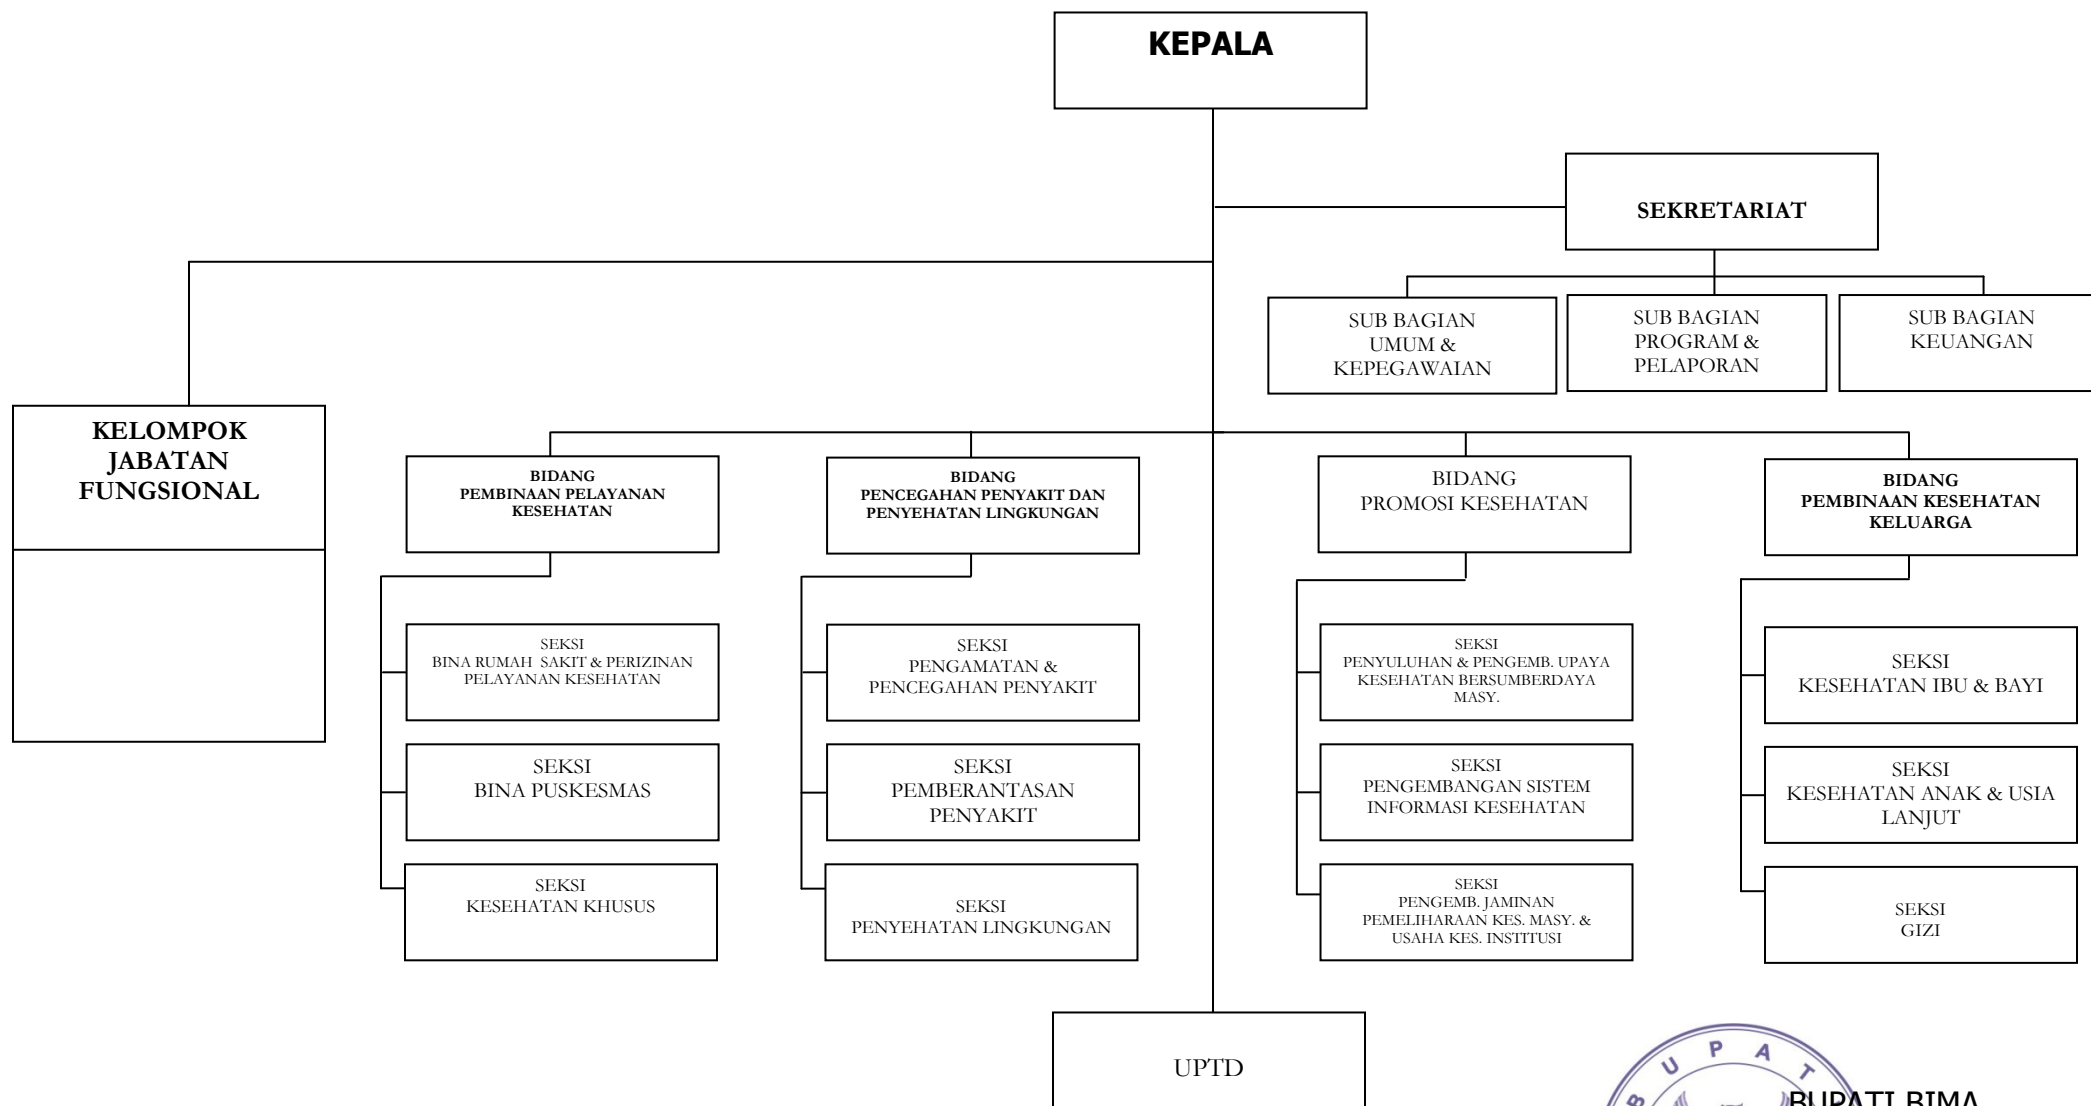 KEPALA
SEKRETARIAT
SUB BAGIAN
UMUM &
KEPEGAWAIAN
SUB BAGIAN
PROGRAM &
PELAPORAN
SUB BAGIAN
KEUANGAN
KELOMPOK
JABATAN
FUNGSIONAL
BIDANG
PEMBINAAN PELAYANAN
KESEHATAN
BIDANG
PENCEGAHAN PENYAKIT DAN
PENYEHATAN LINGKUNGAN
BIDANG
PROMOSI KESEHATAN
BIDANG
PEMBINAAN KESEHATAN
KELUARGA
SEKSI
BINA RUMAH SAKIT & PERIZINAN
PELAYANAN KESEHATAN
SEKSI
PENGAMATAN &
PENCEGAHAN PENYAKIT
SEKSI
PENYULUHAN & PENGEMB. UPAYA
KESEHATAN BERSUMBERDAYA
MASY.
SEKSI
KESEHATAN IBU & BAYI
SEKSI
BINA PUSKESMAS
SEKSI
PEMBERANTASAN
PENYAKIT
SEKSI
PENGEMBANGAN SISTEM
INFORMASI KESEHATAN
SEKSI
KESEHATAN ANAK & USIA
LANJUT
SEKSI
KESEHATAN KHUSUS
SEKSI
PENYEHATAN LINGKUNGAN
SEKSI
PENGEMB. JAMINAN
PEMELIHARAAN KES. MASY. &
USAHA KES. INSTITUSI
SEKSI
GIZI
UPTD
BUPAT
BUPATI BIMA